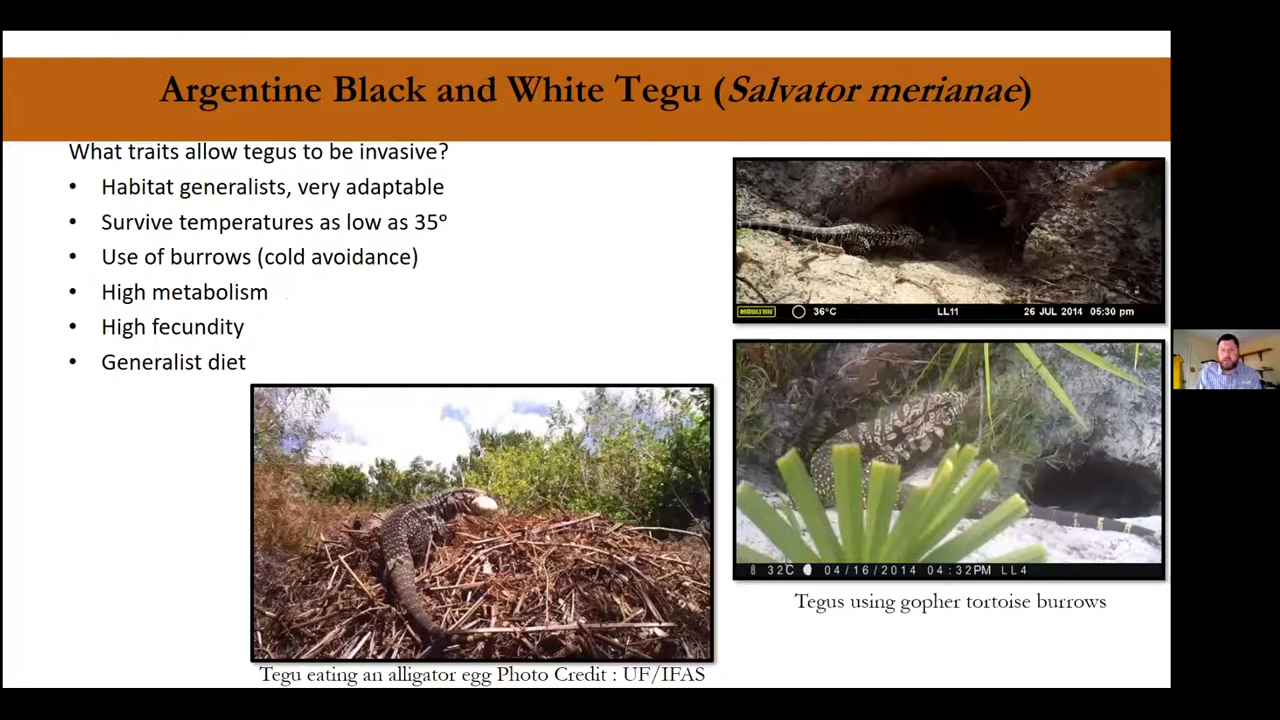 Argentine Black and White Tegu (Salvator merianae)
What traits allow tegus to be invasive?
• Habitat generalists, very adaptable
• Survive temperatures as low as 35°
• Use of burrows (cold avoidance)
• High metabolism
• High fecundity
• Generalist diet
MOULTRIE 36°C LL11 26 JUL 2014 05:30 pm
32C 04/16/2014 04:32PM LL4
Tegus using gopher tortoise burrows
Tegu eating an alligator egg Photo Credit : UF/IFAS